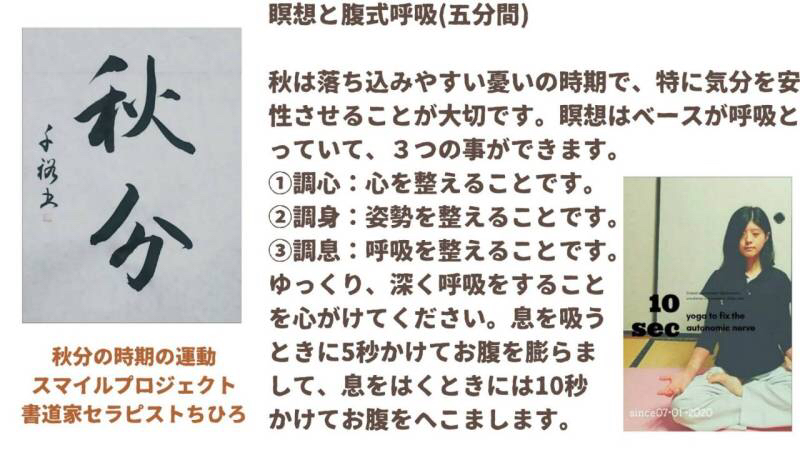 瞑想と腹式呼吸(五分間)
秋は落ち込みやすい憂いの時期で、特に気分を安
性させることが大切です。瞑想はベースが呼吸と
っていて、３つの事ができます。
①調心：心を整えることです。
②調身：姿勢を整えることです。
③調息：呼吸を整えることです。
ゆっくり、深く呼吸をすること
を心がけてください。息を吸う
ときに5秒かけてお腹を膨らま
して、息をはくときには10秒
かけてお腹をへこまします。
秋分
千裕書
秋分の時期の運動
スマイルプロジェクト
書道家セラピストちひろ
10
sec
yoga to fix the
autonomic nerve
since07-01-2020